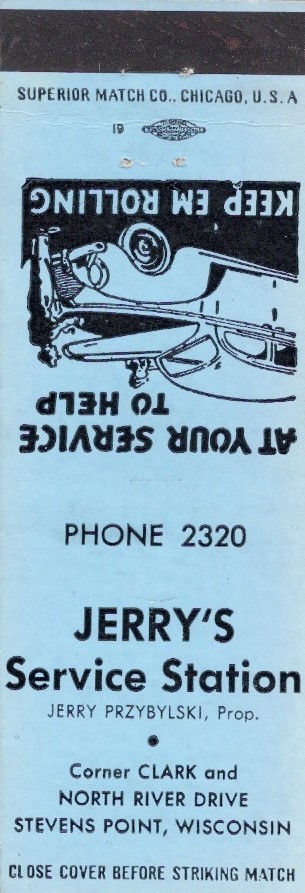 SUPERIOR MATCH CO., CHICAGO, U. S. A
19
AT YOUR SERVICE
TO HELP
KEEP EM ROLLING
PHONE 2320
JERRY'S
Service Station
JERRY PRZYBYLSKI, Prop.
•
Corner CLARK and
NORTH RIVER DRIVE
STEVENS POINT, WISCONSIN
CLOSE COVER BEFORE STRIKING MATCH